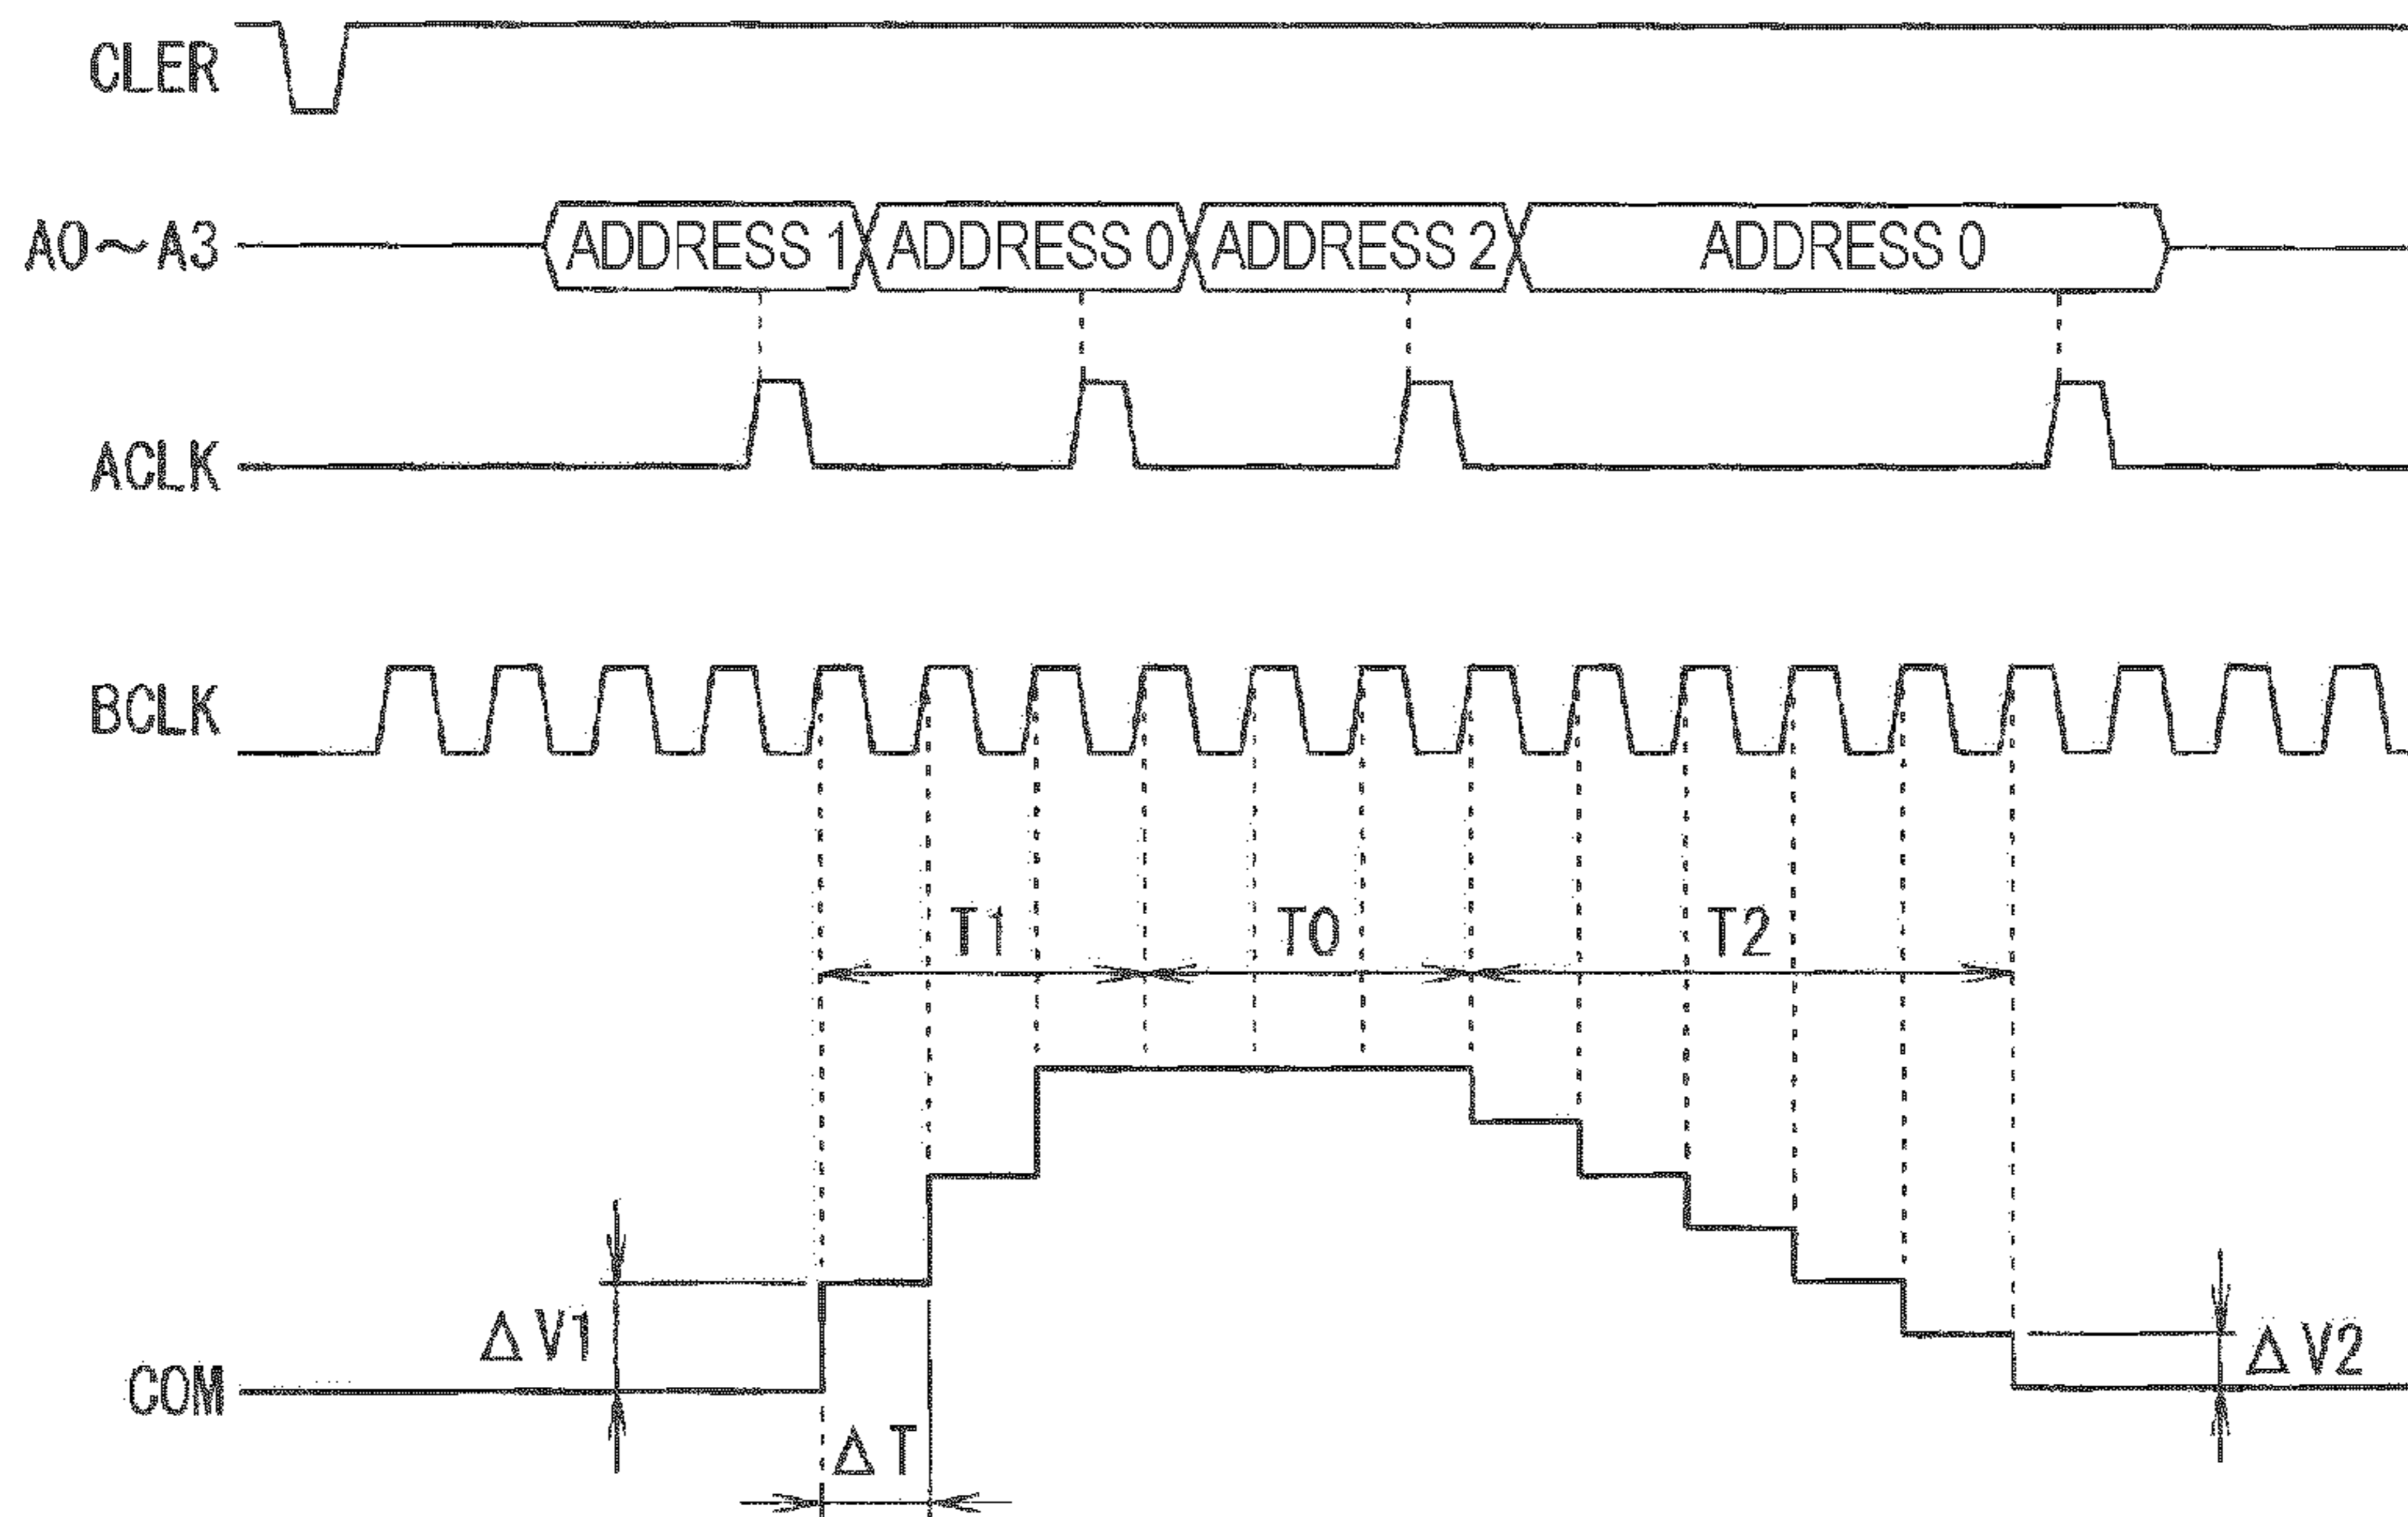 CLER
A0~A3 ADDRESS 1 ADDRESS 0 ADDRESS 2 ADDRESS 0
ACLK
BCLK
T1 T0 T2
ΔV1
ΔV2
COM
ΔT